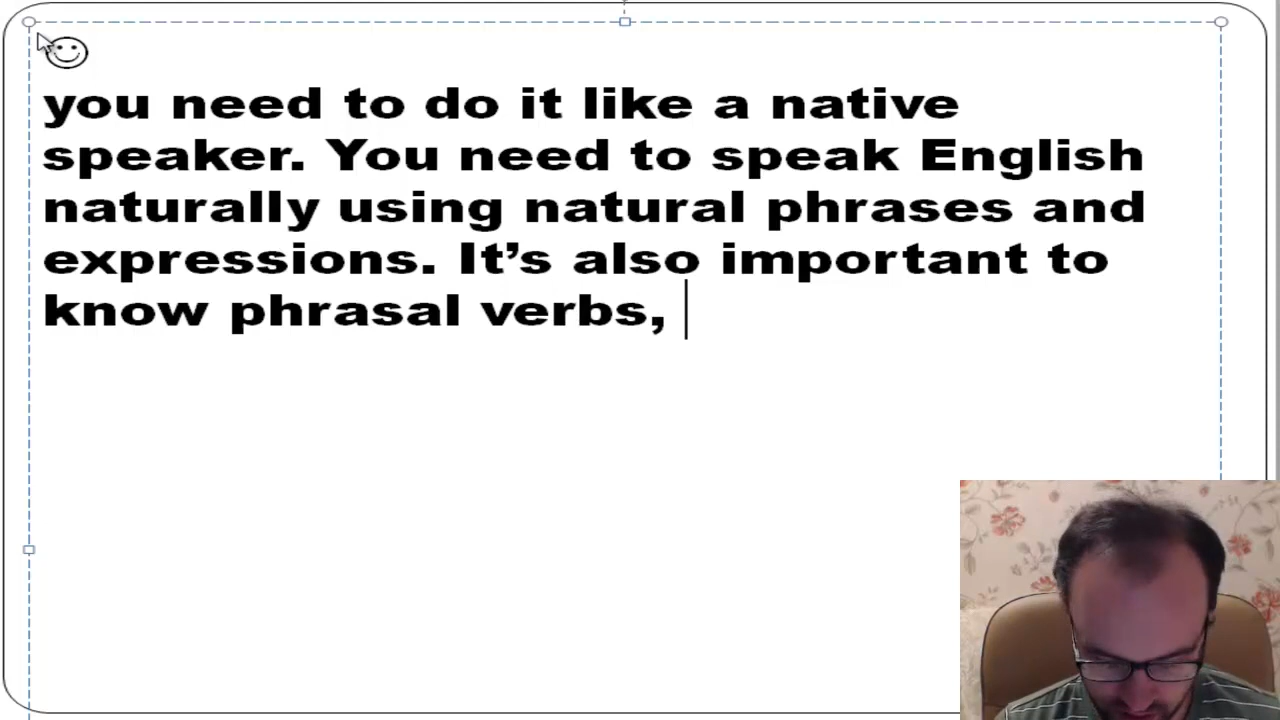 you need to do it like a native
speaker. You need to speak English
naturally using natural phrases and
expressions. It’s also important to
know phrasal verbs,